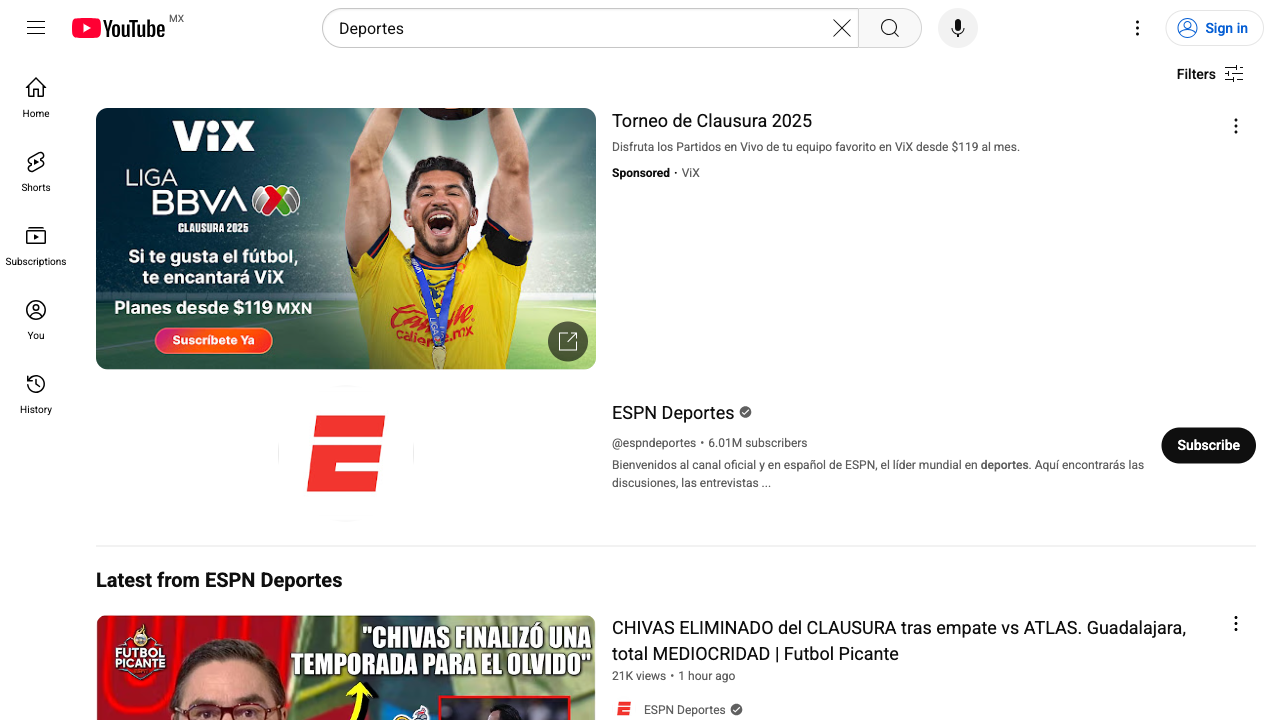 YouTube MX
Deportes
Sign in
Filters
Home
Shorts
Subscriptions
You
History
ViX
LIGA
BBVA
CLAUSURA 2025
Si te gusta el fútbol,
te encantará ViX
Planes desde $119 MXN
Suscríbete Ya
Caliente
caliente.mx
Torneo de Clausura 2025
Disfruta los Partidos en Vivo de tu equipo favorito en ViX desde $119 al mes.
Sponsored · ViX
ESPN Deportes
@espndeportes • 6.01M subscribers
Bienvenidos al canal oficial y en español de ESPN, el líder mundial en deportes. Aquí encontrarás las
discusiones, las entrevistas ...
Subscribe
Latest from ESPN Deportes
FUTBOL
PICANTE
"CHIVAS FINALIZÓ UNA
TEMPORADA PARA EL OLVIDO"
CHIVAS ELIMINADO del CLAUSURA tras empate vs ATLAS. Guadalajara,
total MEDIOCRIDAD | Futbol Picante
21K views • 1 hour ago
ESPN Deportes